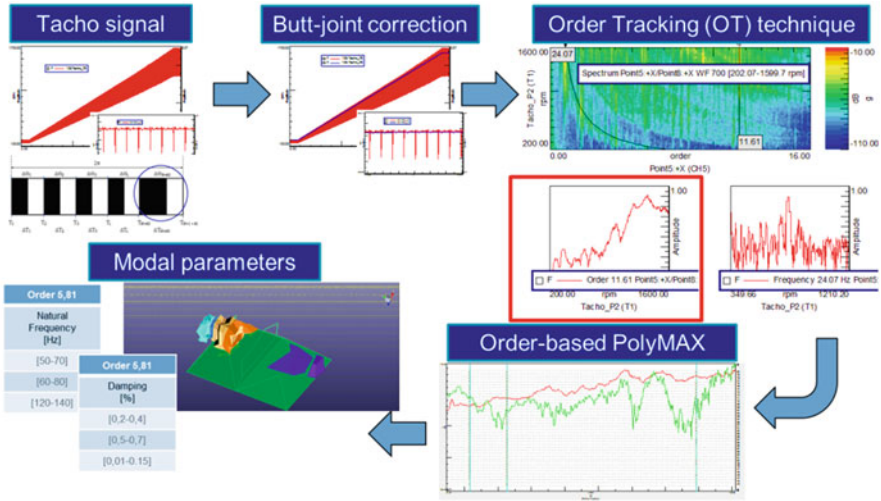 Tacho signal
Butt-joint correction
Order Tracking (OT) technique
1600.00
24.07
-10.00
Spectrum Point5 +X/Point8: +X WF 700 [202.07-1599.7 rpm]
Tacho_P2 (T1)
rpm
dB
g
200.00
11.61
-110.00
0.00
order
16.00
Point5 +X (CH5)
1.00
Amplitude
F
Order 11.61 Point5 +X/Point8:
200.00
rpm
1600.00
Tacho_P2 (T1)
1.00
Amplitude
F
Frequency 24.07 Hz Point5
349.66
rpm
1210.20
Tacho_P2 (T1)
Modal parameters
Order 5,81
Natural
Frequency
[Hz]
[50-70]
[60-80]
[120-140]
Order 5,81
Damping
[%]
[0,2-0,4]
[0,5-0,7]
[0,01-0.15]
Order-based PolyMAX